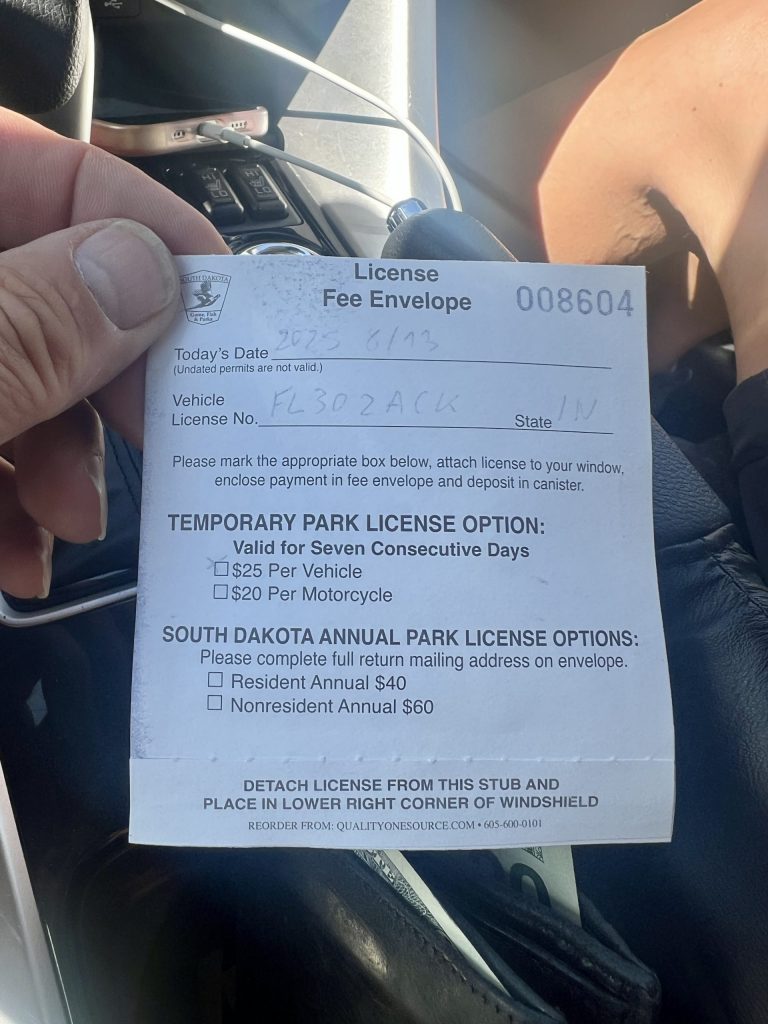 SOUTH DAKOTA
Game, Fish
& Parks
License
Fee Envelope
008604
Today's Date 2025 6/13
(Undated permits are not valid.)
Vehicle
License No. FL302ACK State IN
Please mark the appropriate box below, attach license to your window,
enclose payment in fee envelope and deposit in canister.
TEMPORARY PARK LICENSE OPTION:
Valid for Seven Consecutive Days
☐ $25 Per Vehicle
☐ $20 Per Motorcycle
SOUTH DAKOTA ANNUAL PARK LICENSE OPTIONS:
Please complete full return mailing address on envelope.
☐ Resident Annual $40
☐ Nonresident Annual $60
DETACH LICENSE FROM THIS STUB AND
PLACE IN LOWER RIGHT CORNER OF WINDSHIELD
REORDER FROM: QUALITYONESOURCE.COM • 605-600-0101